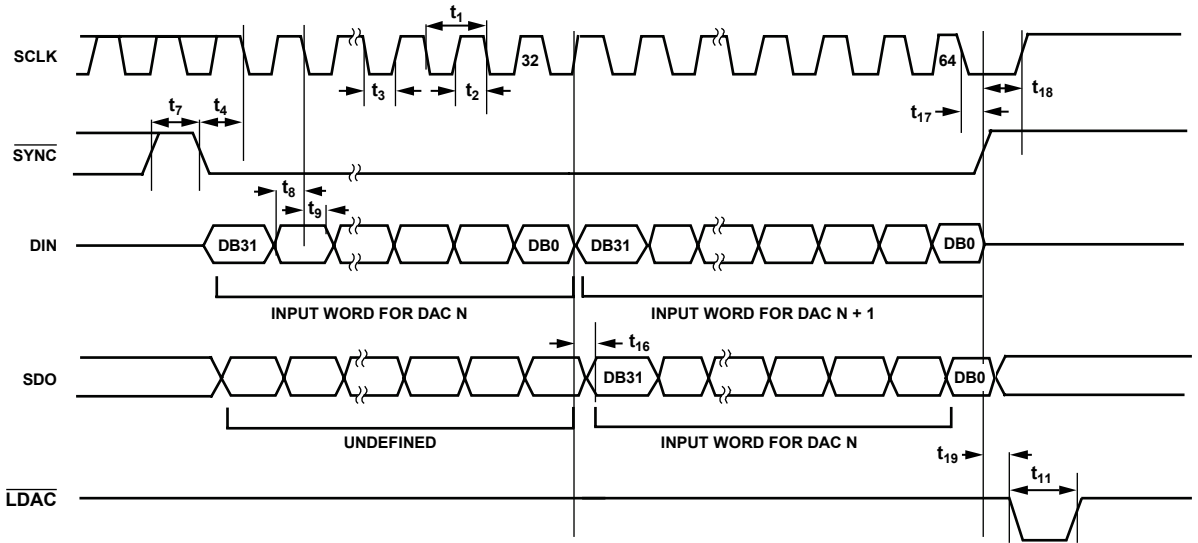 t1
SCLK
32
64
t3
t2
t18
t7
t4
t17
SYNC
t8
t9
DIN
DB31
DB0
DB31
DB0
INPUT WORD FOR DAC N
INPUT WORD FOR DAC N + 1
t16
SDO
DB31
DB0
UNDEFINED
INPUT WORD FOR DAC N
t19
t11
LDAC